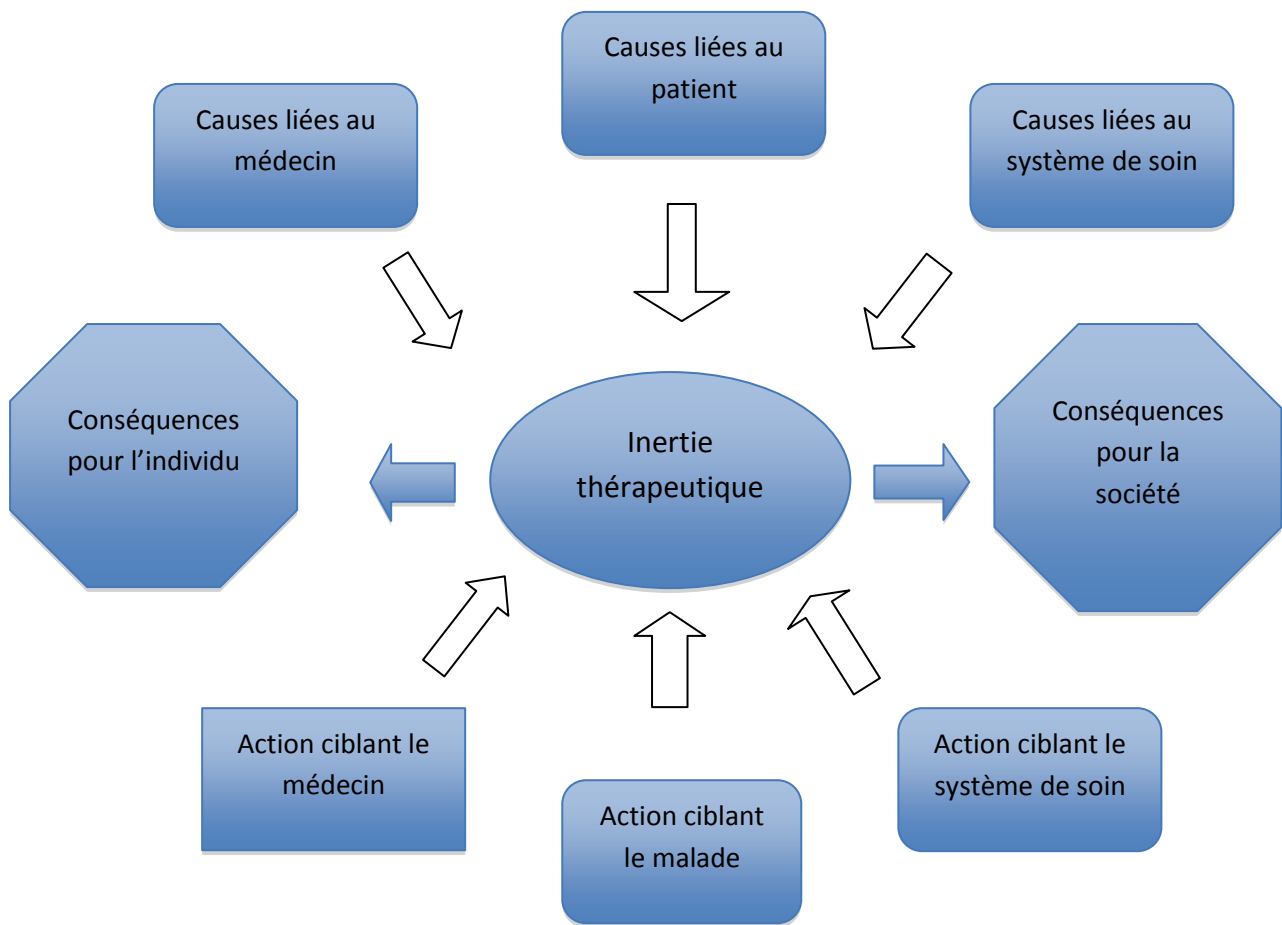 Causes liées au
patient
Causes liées au
médecin
Causes liées au
système de soin
Conséquences
pour l’individu
Inertie
thérapeutique
Conséquences
pour la
société
Action ciblant le
médecin
Action ciblant
le malade
Action ciblant le
système de soin